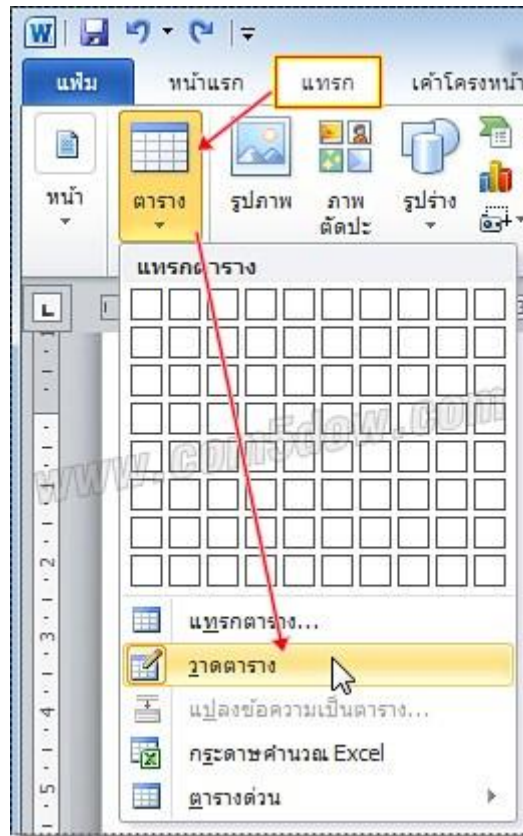 W
แฟ้ม หน้าแรก แทรก เค้าโครงหน้า
หน้า ตาราง รูปภาพ ภาพ ตัดปะ รูปร่าง
แทรกตาราง
L
www.com5dow.com
แทรกตาราง...
วาดตาราง
แปลงข้อความเป็นตาราง...
กระดาษคำนวณ Excel
ตารางด่วน
1
1
2
3
4
5